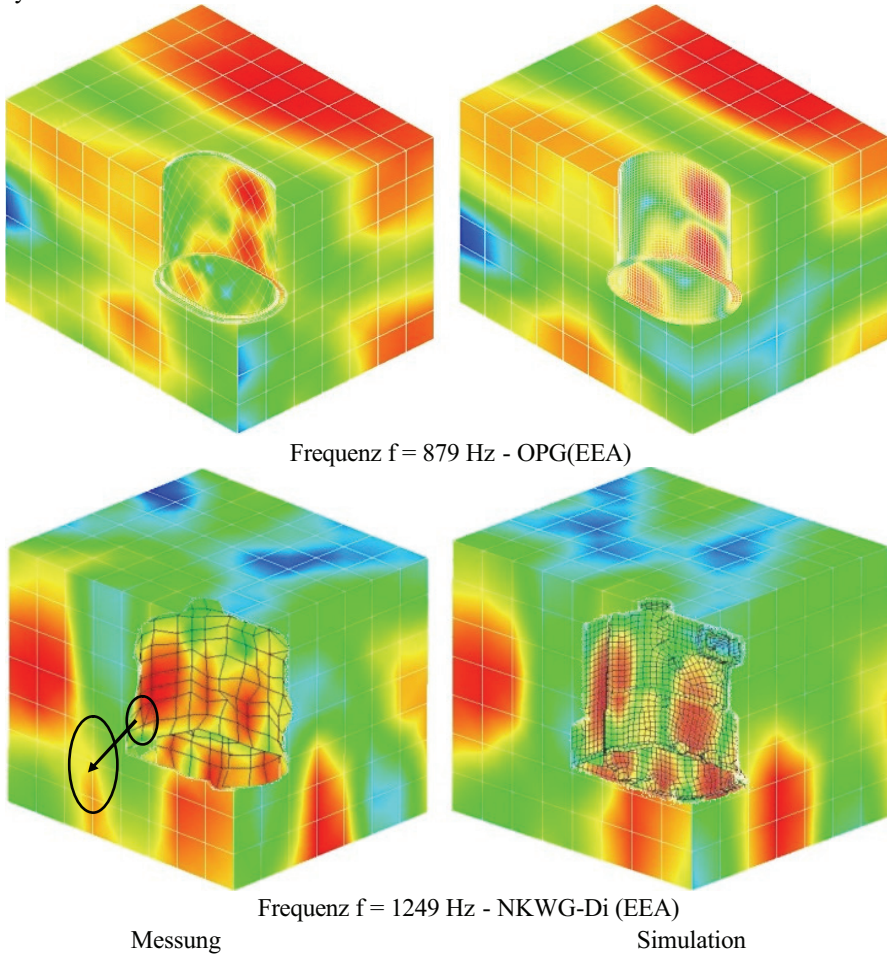 Frequenz f = 879 Hz - OPG(EEA)
Frequenz f = 1249 Hz - NKWG-Di (EEA)
Messung Simulation